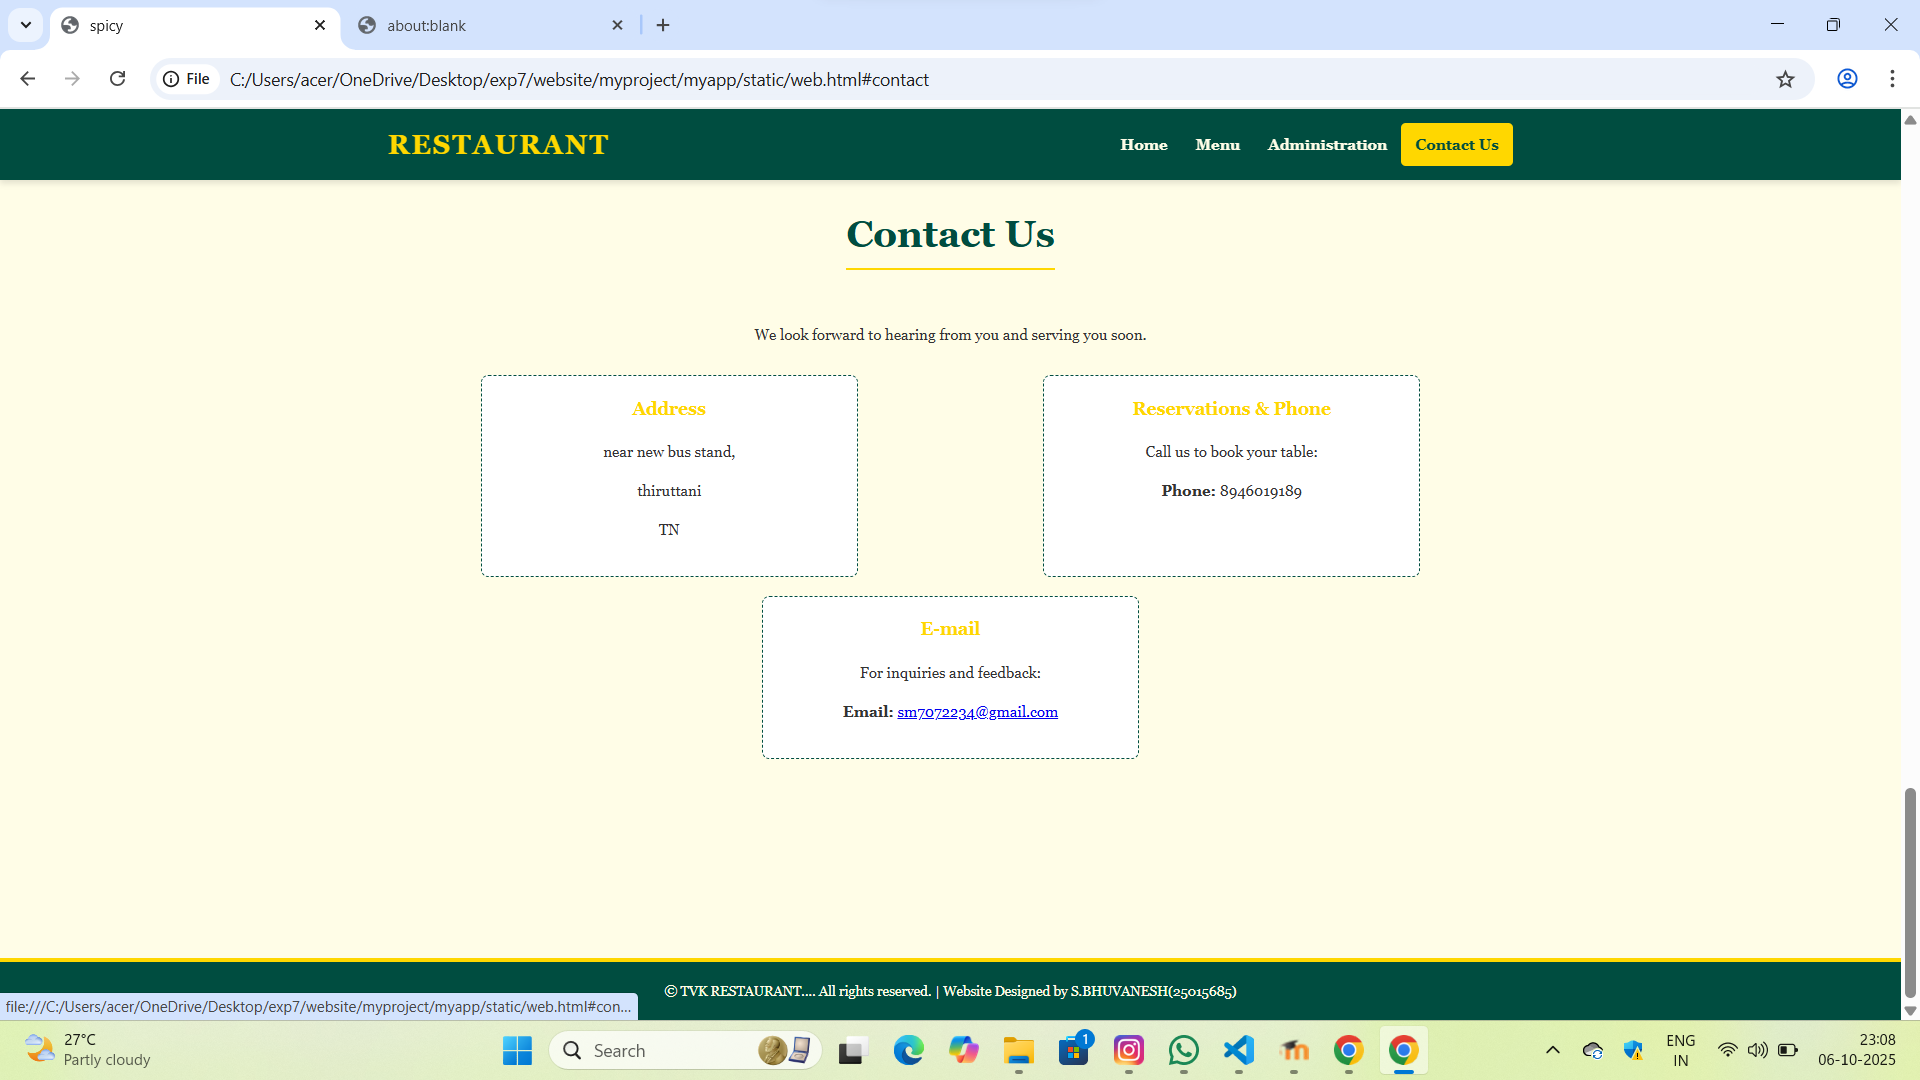 spicy
about:blank
File
C:/Users/acer/OneDrive/Desktop/exp7/website/myproject/myapp/static/web.html#contact
RESTAURANT
Home Menu Administration Contact Us
Contact Us
We look forward to hearing from you and serving you soon.
Address
near new bus stand,
thiruttani
TN
Reservations & Phone
Call us to book your table:
Phone: 8946019189
E-mail
For inquiries and feedback:
Email: sm7072234@gmail.com
© TVK RESTAURANT.... All rights reserved. | Website Designed by S.BHUVANESH(25015685)
file:///C:/Users/acer/OneDrive/Desktop/exp7/website/myproject/myapp/static/web.html#con...
27°C
Partly cloudy
Search
1
ENG
IN
23:08
06-10-2025